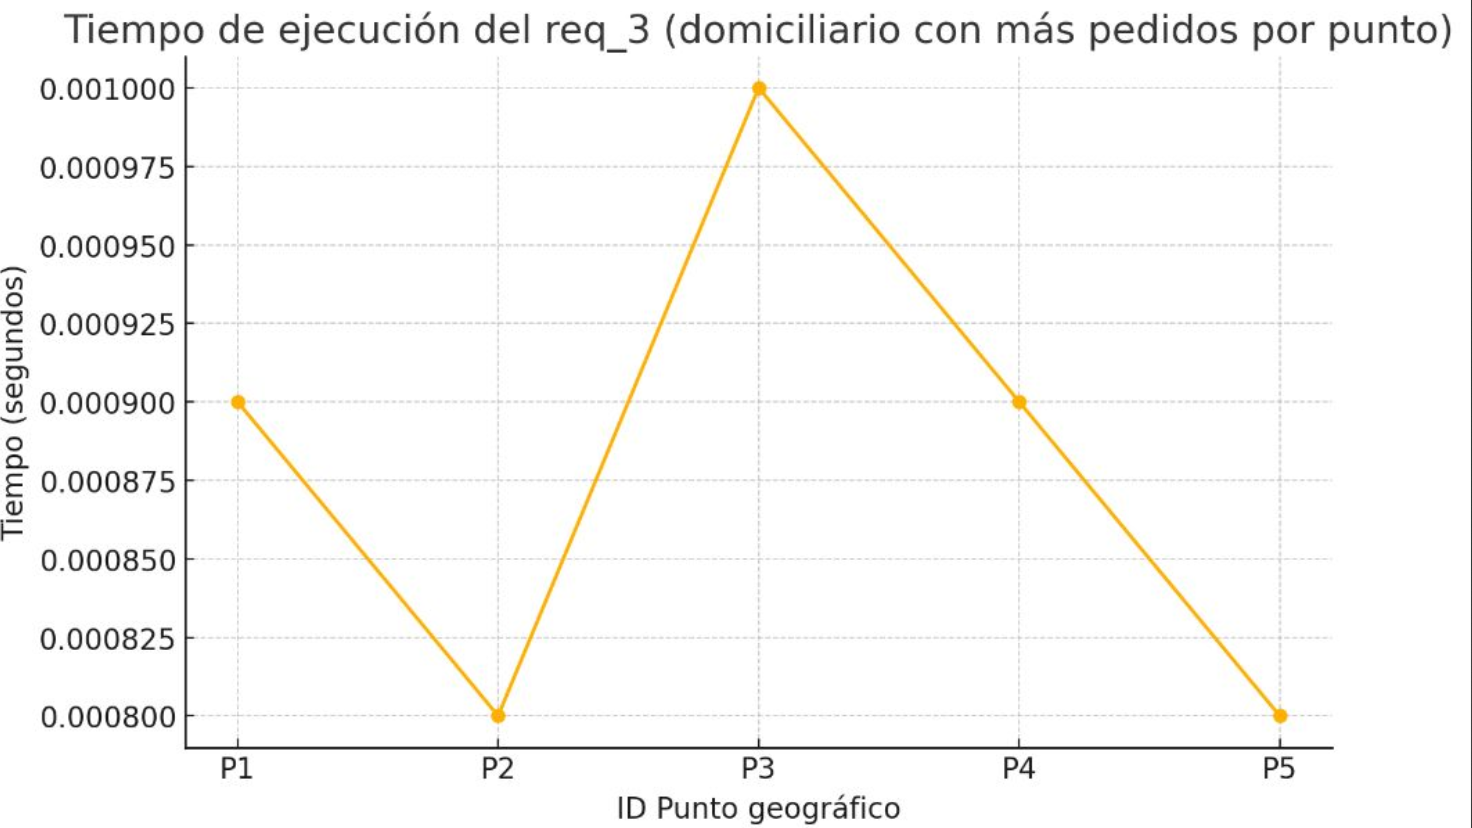 Tiempo de ejecución del req_3 (domiciliario con más pedidos por punto)
0.001000
0.000975
0.000950
0.000925
0.000900
0.000875
0.000850
0.000825
0.000800
Tiempo (segundos)
P1 P2 P3 P4 P5
ID Punto geográfico